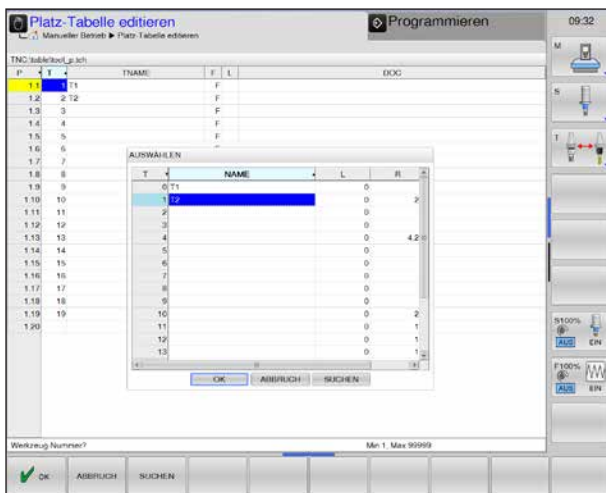 Platz-Tabelle editieren
Manueller Betrieb ▶ Platz-Tabelle editieren
Programmieren
09:32
TNC:\table\tool_p.tch
P T TNAME F L DOC
1.1 1 T1 F
1.2 2 T2 F
1.3 3 F
1.4 4 F
1.5 5 F
1.6 6 F
1.7 7
1.8 8
1.9 9
1.10 10
1.11 11
1.12 12
1.13 13
1.14 14
1.15 15
1.16 16
1.17 17
1.18 18
1.19 19
1.20
AUSWÄHLEN
T NAME L R
0 T1 0
1 T2 0 2
2 0
3 0
4 0 4.2
5 0
6 0
7 0
8 0
9 0
10 0 2
11 0 1
12 0 1
13 0 1
OK ABBRUCH SUCHEN
Werkzeug-Nummer? Min 1, Max 99999
OK ABBRUCH SUCHEN
M
S
T
S100%
AUS EIN
F100%
AUS EIN